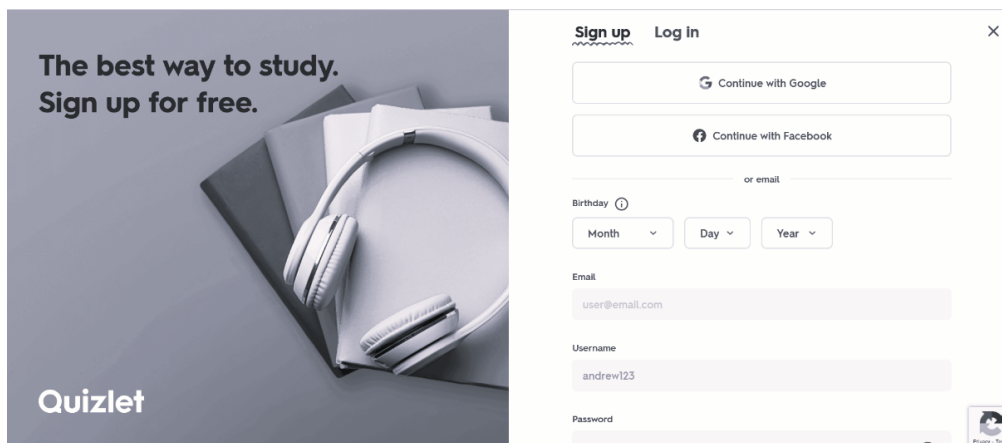 The best way to study.
Sign up for free.
Quizlet
Sign up Log in
Continue with Google
Continue with Facebook
or email
Birthday
Month Day Year
Email
user@email.com
Username
andrew123
Password